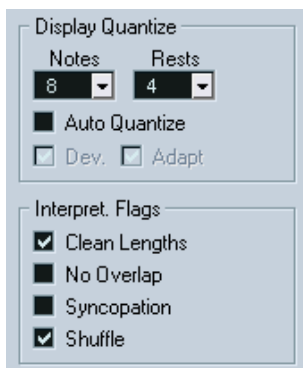 Display Quantize
Notes Rests
8 4
Auto Quantize
Dev. Adapt
Interpret. Flags
Clean Lengths
No Overlap
Syncopation
Shuffle